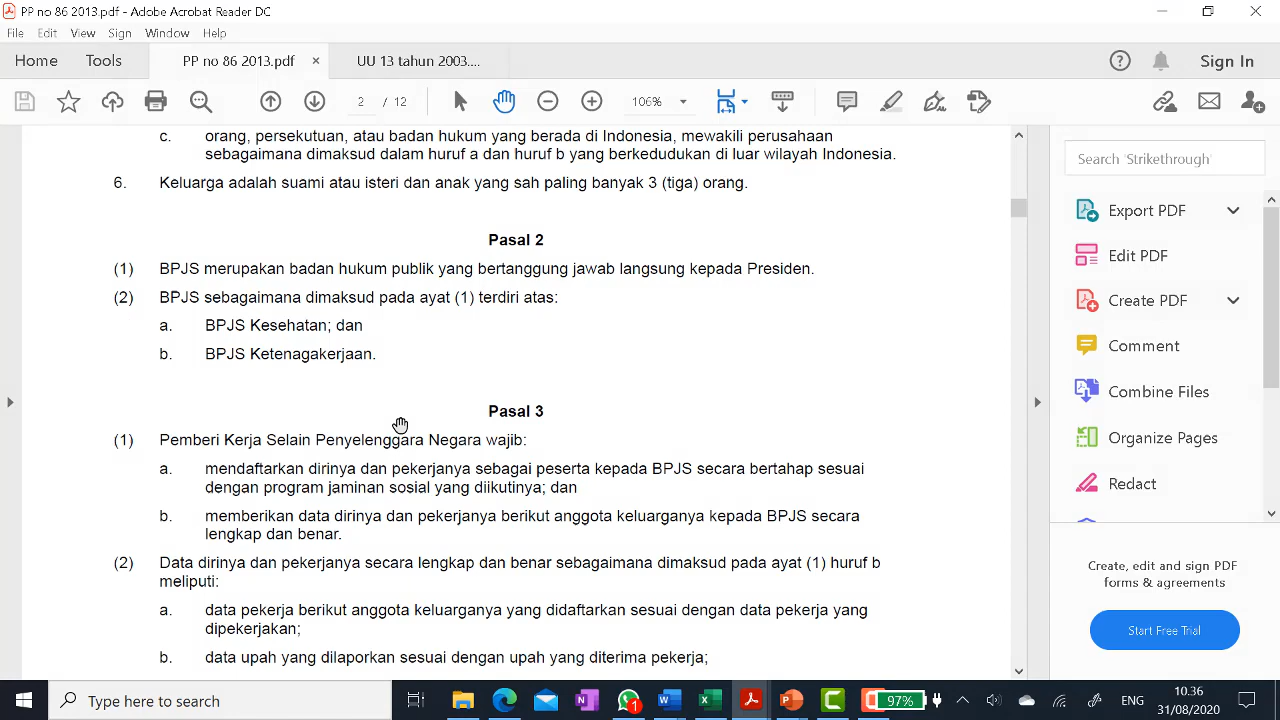 PP no 86 2013.pdf - Adobe Acrobat Reader DC
File Edit View Sign Window Help
Home Tools PP no 86 2013.pdf × UU 13 tahun 2003.... Sign In
2 / 12 106%
c. orang, persekutuan, atau badan hukum yang berada di Indonesia, mewakili perusahaan
sebagaimana dimaksud dalam huruf a dan huruf b yang berkedudukan di luar wilayah Indonesia.
6. Keluarga adalah suami atau isteri dan anak yang sah paling banyak 3 (tiga) orang.
Pasal 2
(1) BPJS merupakan badan hukum publik yang bertanggung jawab langsung kepada Presiden.
(2) BPJS sebagaimana dimaksud pada ayat (1) terdiri atas:
a. BPJS Kesehatan; dan
b. BPJS Ketenagakerjaan.
Pasal 3
(1) Pemberi Kerja Selain Penyelenggara Negara wajib:
a. mendaftarkan dirinya dan pekerjanya sebagai peserta kepada BPJS secara bertahap sesuai
dengan program jaminan sosial yang diikutinya; dan
b. memberikan data dirinya dan pekerjanya berikut anggota keluarganya kepada BPJS secara
lengkap dan benar.
(2) Data dirinya dan pekerjanya secara lengkap dan benar sebagaimana dimaksud pada ayat (1) huruf b
meliputi:
a. data pekerja berikut anggota keluarganya yang didaftarkan sesuai dengan data pekerja yang
dipekerjakan;
b. data upah yang dilaporkan sesuai dengan upah yang diterima pekerja;
Search 'Strikethrough'
Export PDF
Edit PDF
Create PDF
Comment
Combine Files
Organize Pages
Redact
Create, edit and sign PDF
forms & agreements
Start Free Trial
Type here to search
1
97%
ENG
10.36
31/08/2020